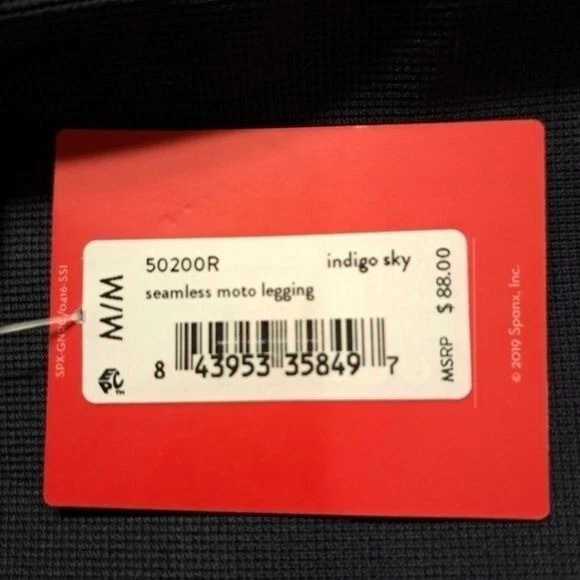 50200R indigo sky
seamless moto legging
8 43953 35849 7
M/M
MSRP $ 88.00
© 2019 Spanx, Inc.